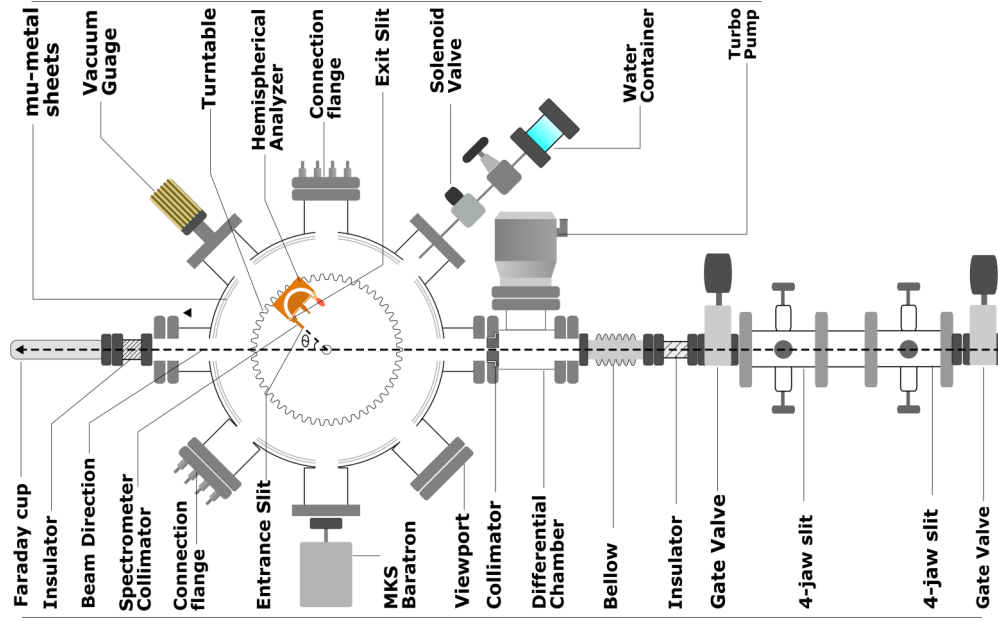 mu-metal
sheets
Vacuum
Guage
Turntable
Hemispherical
Analyzer
Connection
flange
Exit Slit
Solenoid
Valve
Water
Container
Turbo
Pump
θ
Faraday cup
Insulator
Beam Direction
Spectrometer
Collimator
Connection
flange
Entrance Slit
MKS
Baratron
Viewport
Collimator
Differential
Chamber
Bellow
Insulator
Gate Valve
4-jaw slit
4-jaw slit
Gate Valve